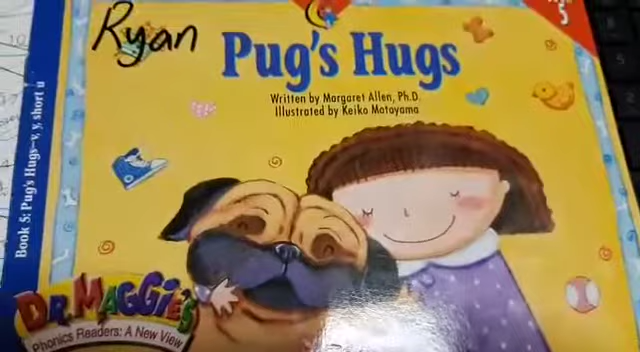 Ryan
5
Pug's Hugs
Written by Margaret Allen, Ph.D.
Illustrated by Keiko Motoyama
Book 5: Pug's Hugs–v, y, short u
DR. MAGGIE'S
Phonics Readers: A New View